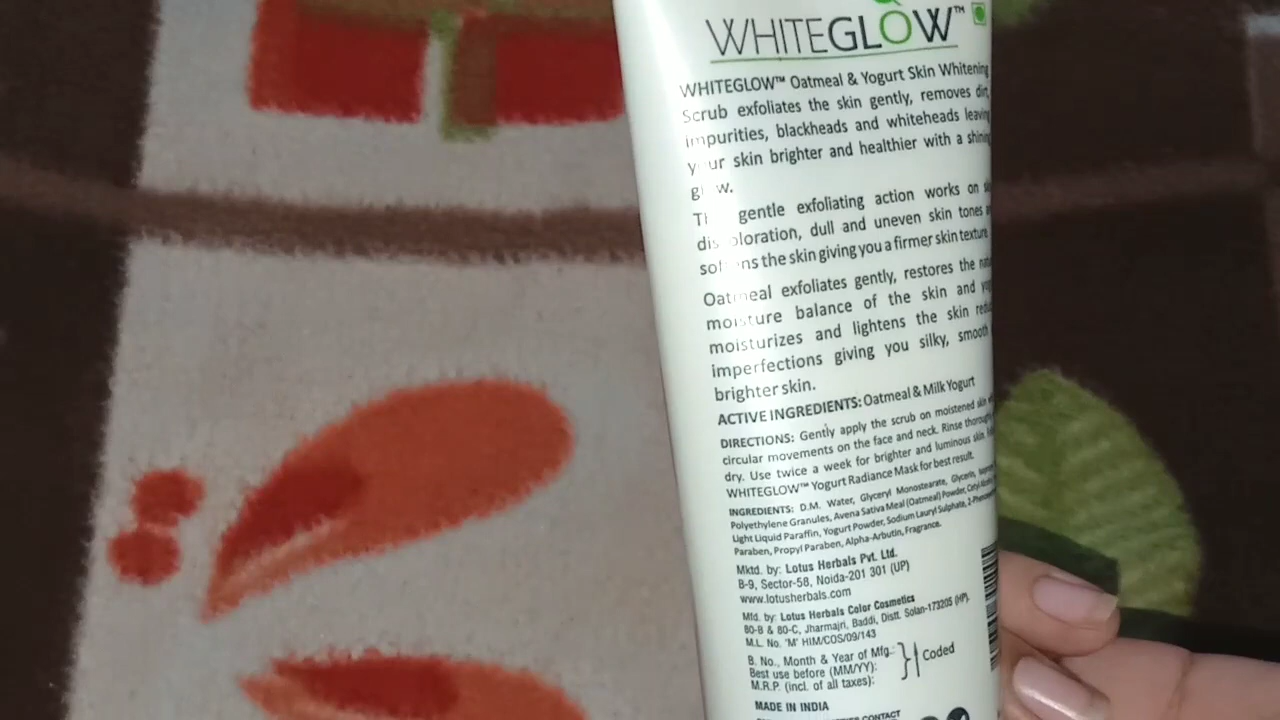 WHITEGLOW™
WHITEGLOW™ Oatmeal & Yogurt Skin Whitening
Scrub exfoliates the skin gently, removes
impurities, blackheads and whiteheads
your skin brighter and healthier with a
gentle exfoliating action works on
dull and uneven skin tones
the skin giving you a firmer skin texture
Oatmeal exfoliates gently, restores the
moisture balance of the skin and
moisturizes and lightens the skin
imperfections giving you silky, smooth
brighter skin.
ACTIVE INGREDIENTS: Oatmeal & Milk Yogurt
DIRECTIONS: Gently apply the scrub on moistened skin
circular movements on the face and neck. Rinse
dry. Use twice a week for brighter and luminous skin.
WHITEGLOW™ Yogurt Radiance Mask for best result.
INGREDIENTS: D.M. Water, Glyceryl Monostearate, Glycerin,
Polyethylene Granules, Avena Sativa Meal (Oatmeal) Powder,
Light Liquid Paraffin, Yogurt Powder, Sodium Lauryl Sulphate,
Paraben, Propyl Paraben, Alpha-Arbutin, Fragrance.
Mktd. by: Lotus Herbals Pvt. Ltd.
B-9, Sector-58, Noida-201 301 (UP)
www.lotusherbals.com
Mfd. by: Lotus Herbals Color Cosmetics
80-B & 80-C, Jharmajri, Baddi, Distt. Solan-173205 (HP).
M.L. No. 'M' HIM/COS/09/143
B. No., Month & Year of Mfg.:
Best use before (MM/YY):
M.R.P. (incl. of all taxes):
Coded
MADE IN INDIA
CONTACT